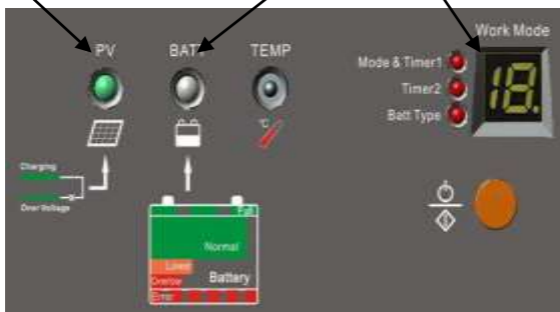 PV
BATT
TEMP
Work Mode
Mode & Timer1
Timer2
Batt Type
18.
°C
Charging
Over Voltage
Full
Normal
Lower
Overlow
Battery
Error